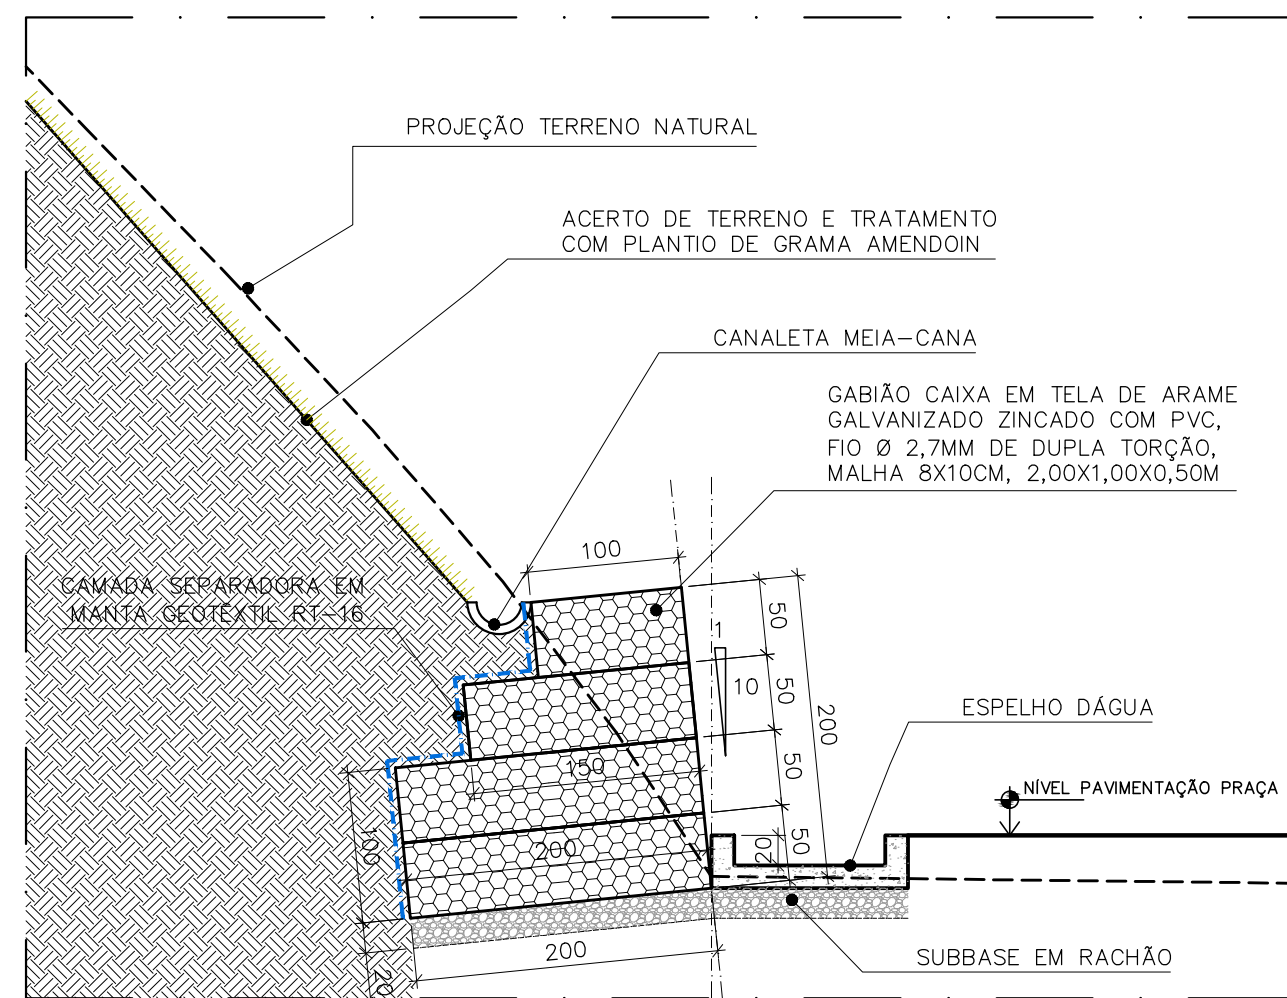 PROJEÇÃO TERRENO NATURAL
ACERTO DE TERRENO E TRATAMENTO
COM PLANTIO DE GRAMA AMENDOIN
CANALETA MEIA-CANA
GABIÃO CAIXA EM TELA DE ARAME
GALVANIZADO ZINCADO COM PVC,
FIO Ø 2,7MM DE DUPLA TORÇÃO,
MALHA 8X10CM, 2,00X1,00X0,50M
100
CAMADA SEPARADORA EM
MANTA GEOTÊXTIL RT-16
50
1
10
50
200
ESPELHO DÁGUA
150
50
NÍVEL PAVIMENTAÇÃO PRAÇA
100
200
20
50
200
SUBBASE EM RACHÃO
20